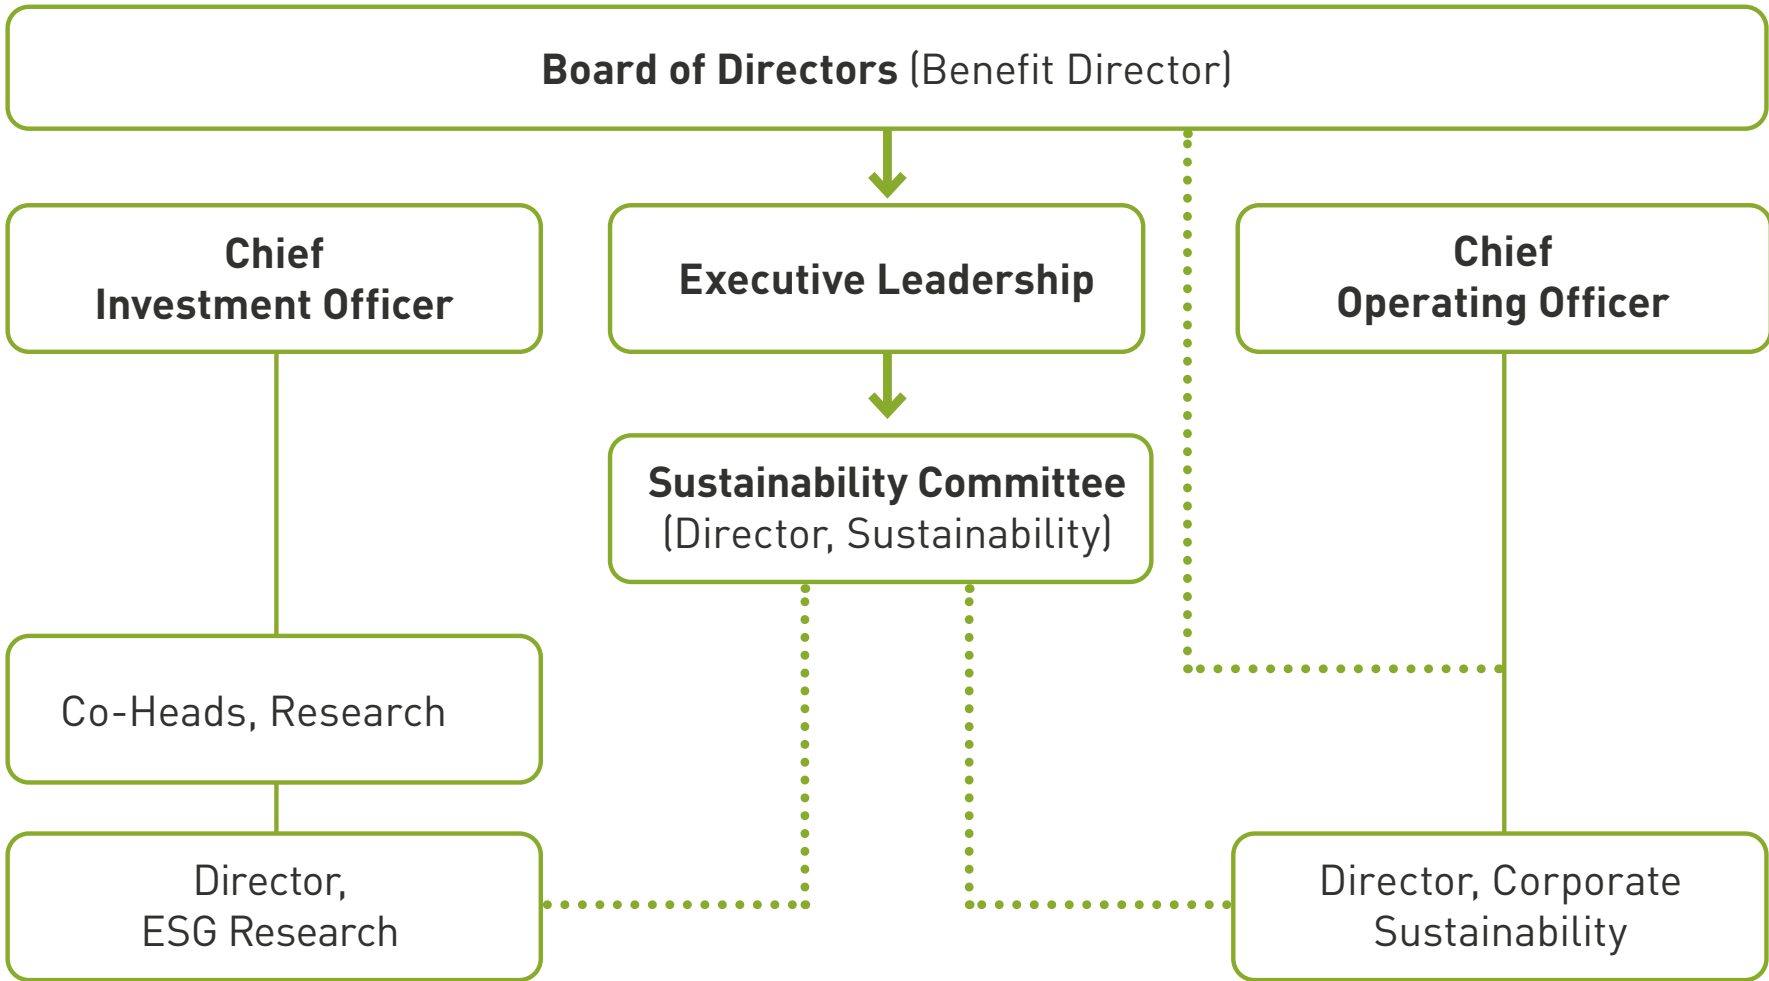 Board of Directors (Benefit Director)
Chief
Investment Officer
Executive Leadership
Chief
Operating Officer
Sustainability Committee
(Director, Sustainability)
Co-Heads, Research
Director,
ESG Research
Director, Corporate
Sustainability